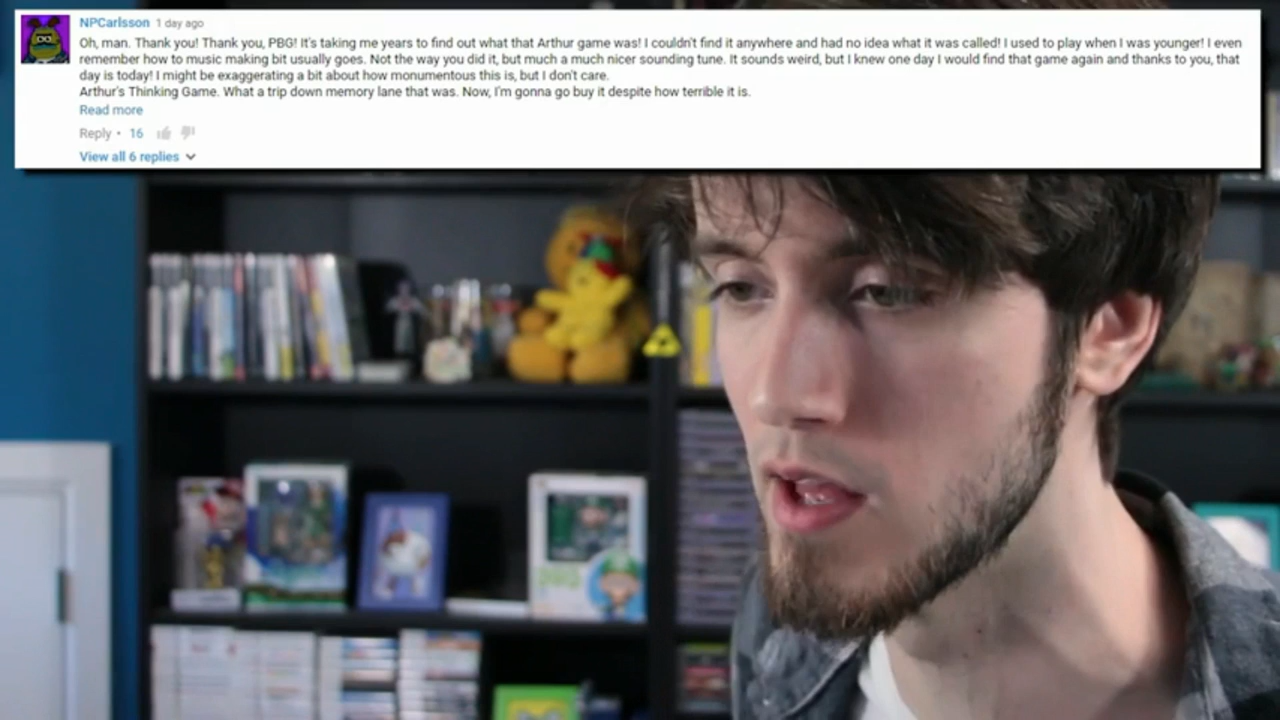 NPCarlsson 1 day ago
Oh, man. Thank you! Thank you, PBG! It's taking me years to find out what that Arthur game was! I couldn't find it anywhere and had no idea what it was called! I used to play when I was younger! I even
remember how to music making bit usually goes. Not the way you did it, but much a much nicer sounding tune. It sounds weird, but I knew one day I would find that game again and thanks to you, that
day is today! I might be exaggerating a bit about how monumentous this is, but I don't care.
Arthur's Thinking Game. What a trip down memory lane that was. Now, I'm gonna go buy it despite how terrible it is.
Read more
Reply • 16
View all 6 replies